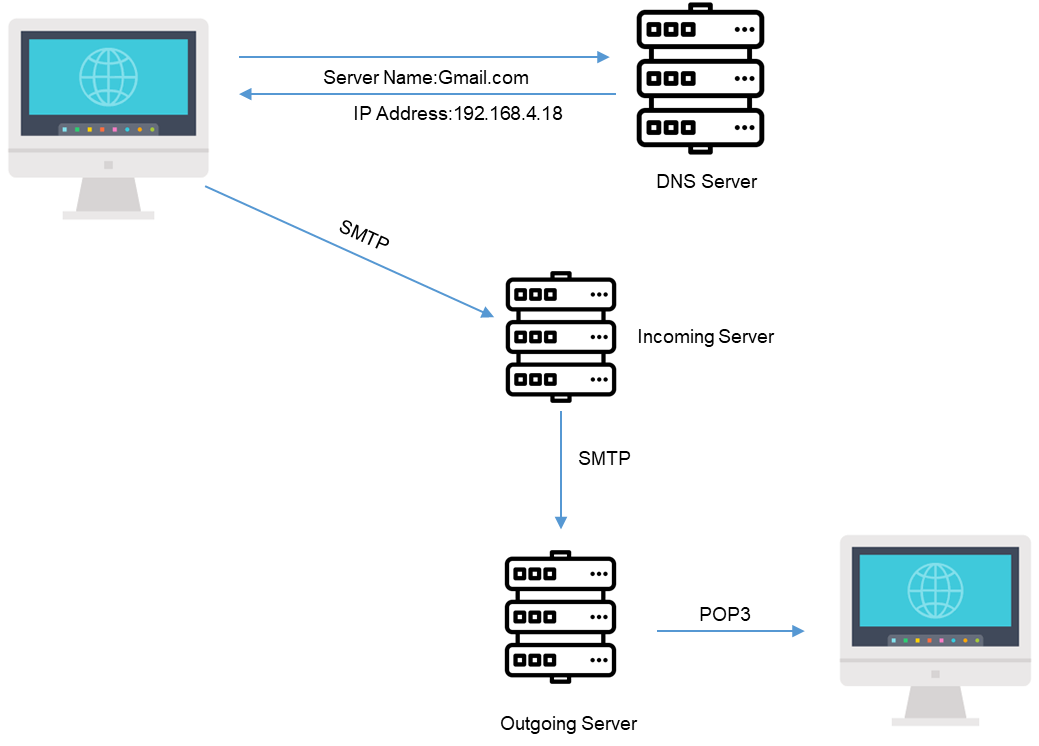 Server Name:Gmail.com
IP Address:192.168.4.18
DNS Server
SMTP
Incoming Server
SMTP
POP3
Outgoing Server